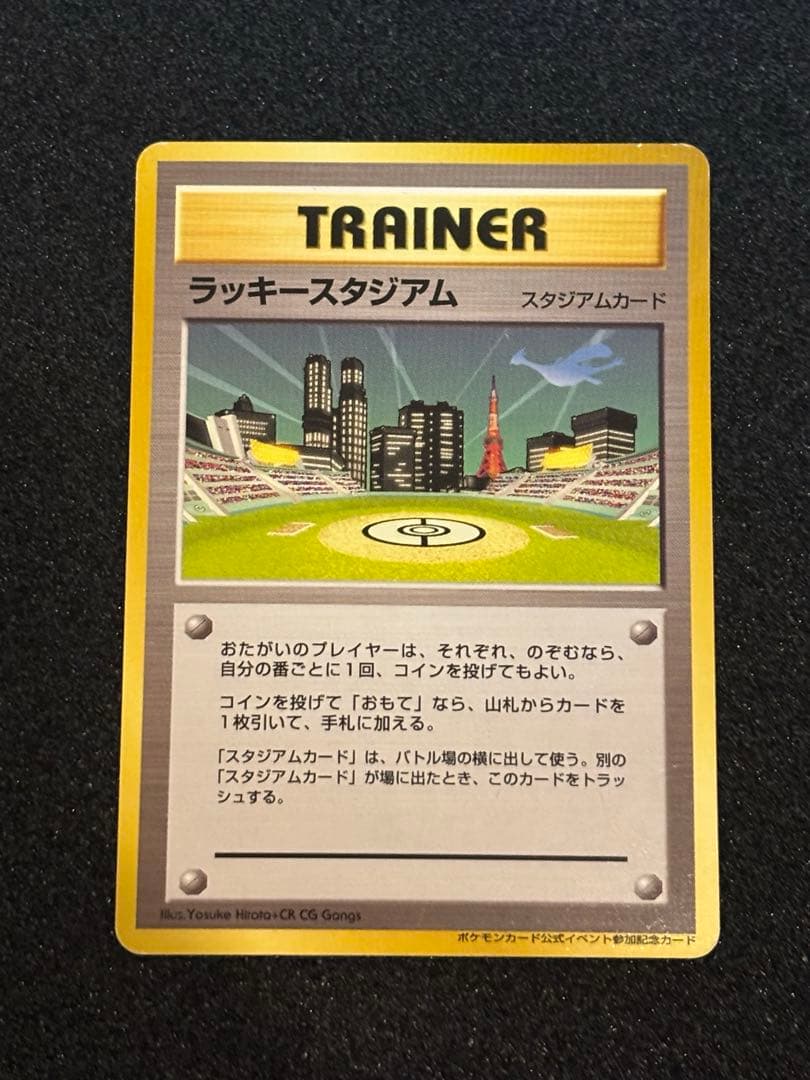 TRAINER
ラッキースタジアム スタジアムカード
おたがいのプレイヤーは、それぞれ、のぞむなら、
自分の番ごとに1回、コインを投げてもよい。
コインを投げて「おもて」なら、山札からカードを
1枚引いて、手札に加える。
「スタジアムカード」は、バトル場の横に出して使う。別の
「スタジアムカード」が場に出たとき、このカードをトラッ
シュする。
Illus. Yosuke Hirota+CR CG Gangs
ポケモンカード公式イベント参加記念カード